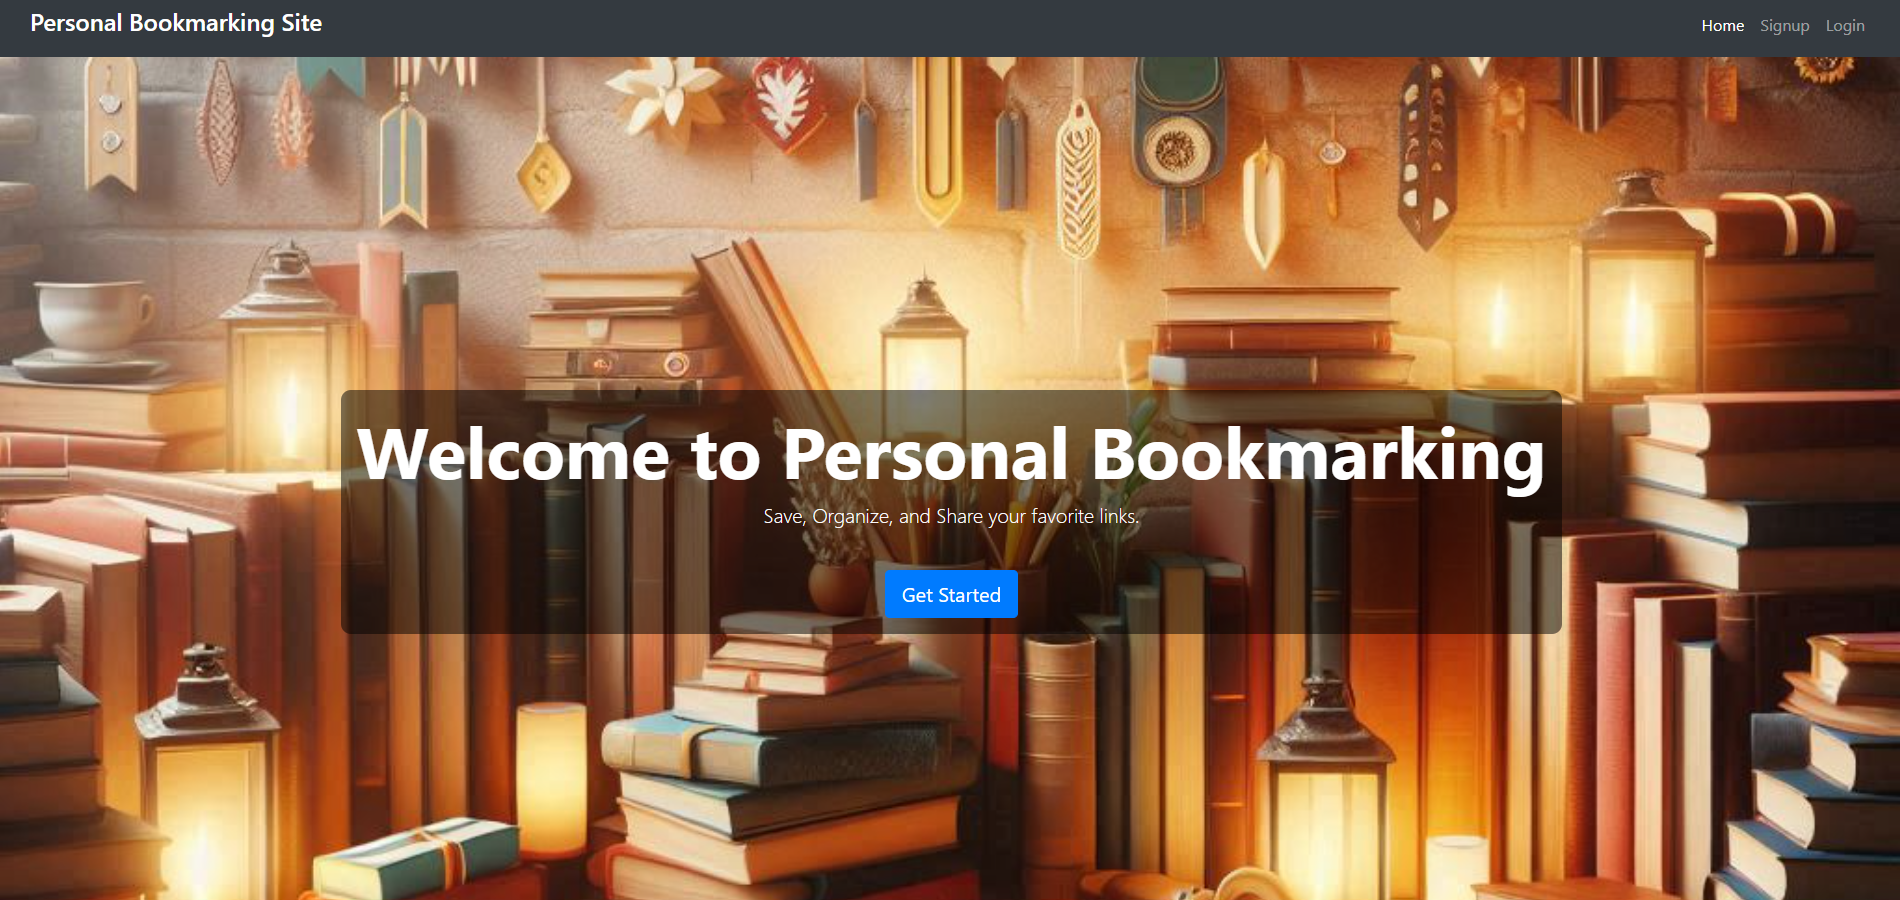 Personal Bookmarking Site
Home Signup Login
Welcome to Personal Bookmarking
Save, Organize, and Share your favorite links.
Get Started